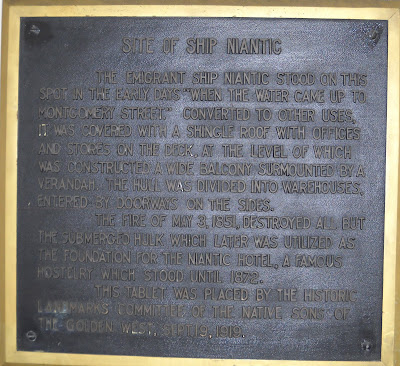 SITE OF SHIP NIANTIC
THE EMIGRANT SHIP NIANTIC STOOD ON THIS
SPOT IN THE EARLY DAYS "WHEN THE WATER CAME UP TO
MONTGOMERY STREET." CONVERTED TO OTHER USES,
IT WAS COVERED WITH A SHINGLE ROOF WITH OFFICES
AND STORES ON THE DECK, AT THE LEVEL OF WHICH
WAS CONSTRUCTED A WIDE BALCONY SURMOUNTED BY A
VERANDAH. THE HULL WAS DIVIDED INTO WAREHOUSES,
ENTERED BY DOORWAYS ON THE SIDES.
THE FIRE OF MAY 3, 1851, DESTROYED ALL BUT
THE SUBMERGED HULK WHICH LATER WAS UTILIZED AS
THE FOUNDATION FOR THE NIANTIC HOTEL, A FAMOUS
HOSTELRY WHICH STOOD UNTIL 1872.
THIS TABLET WAS PLACED BY THE HISTORIC
LANDMARKS COMMITTEE OF THE NATIVE SONS OF
THE GOLDEN WEST, SEPT. 19, 1919.